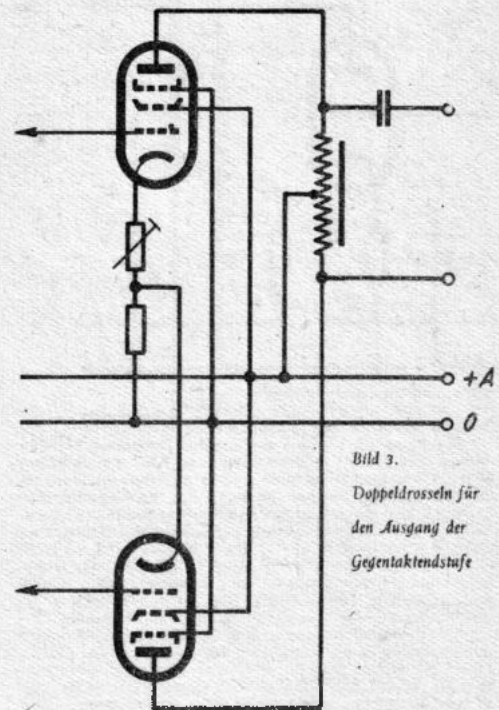 +A
0
Bild 3.
Doppeldrosseln für
den Ausgang der
Gegentaktendstufe